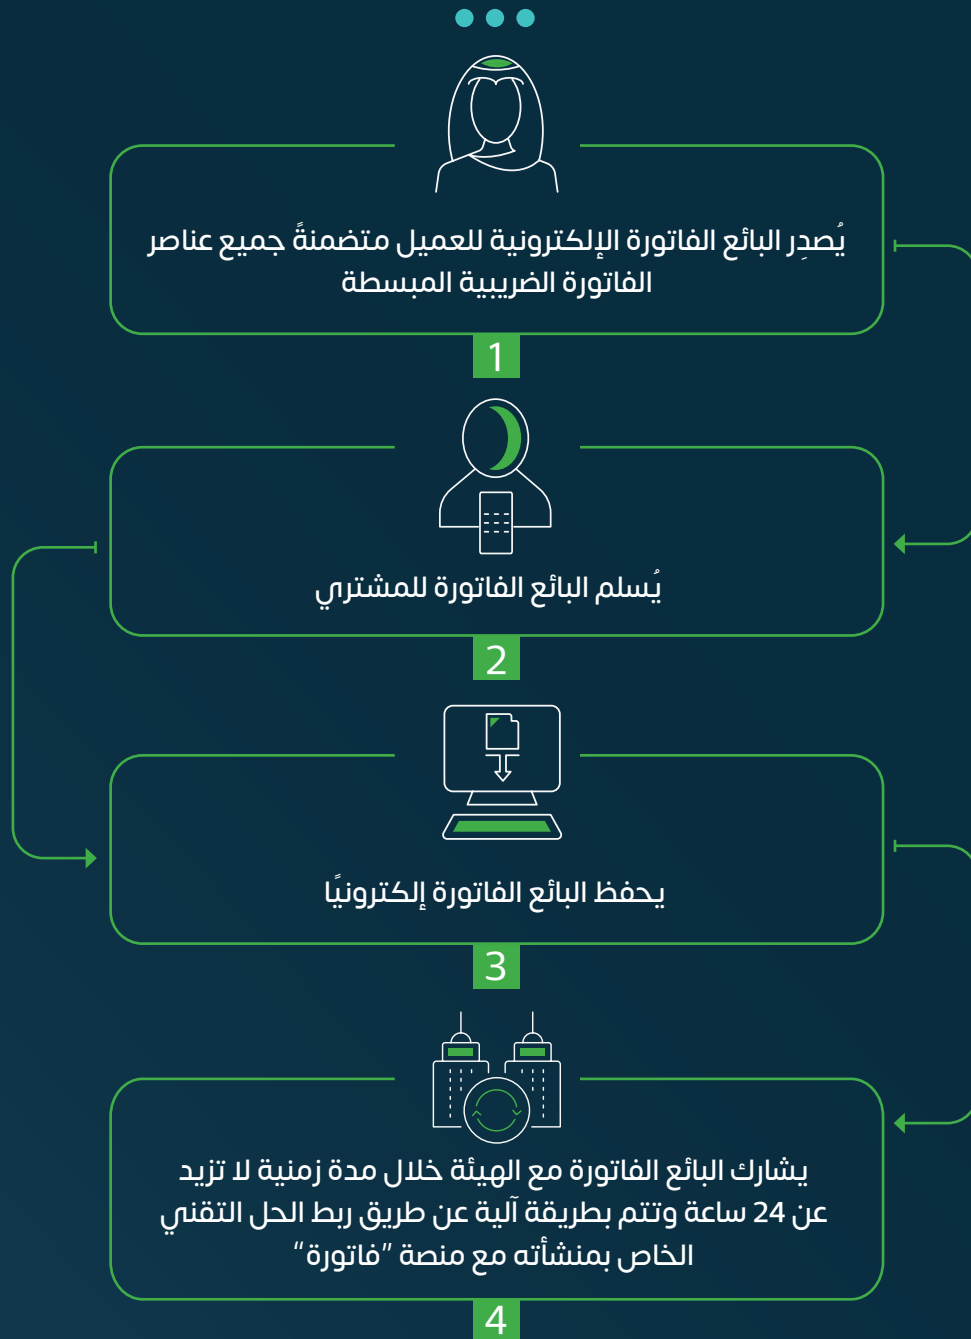 يُصدِر البائع الفاتورة الإلكترونية للعميل متضمنةً جميع عناصر
الفاتورة الضريبية المبسطة
1
يُسلم البائع الفاتورة للمشتري
2
يحفظ البائع الفاتورة إلكترونيًا
3
يشارك البائع الفاتورة مع الهيئة خلال مدة زمنية لا تزيد
عن 24 ساعة وتتم بطريقة آلية عن طريق ربط الحل التقني
الخاص بمنشأته مع منصة "فاتورة"
4